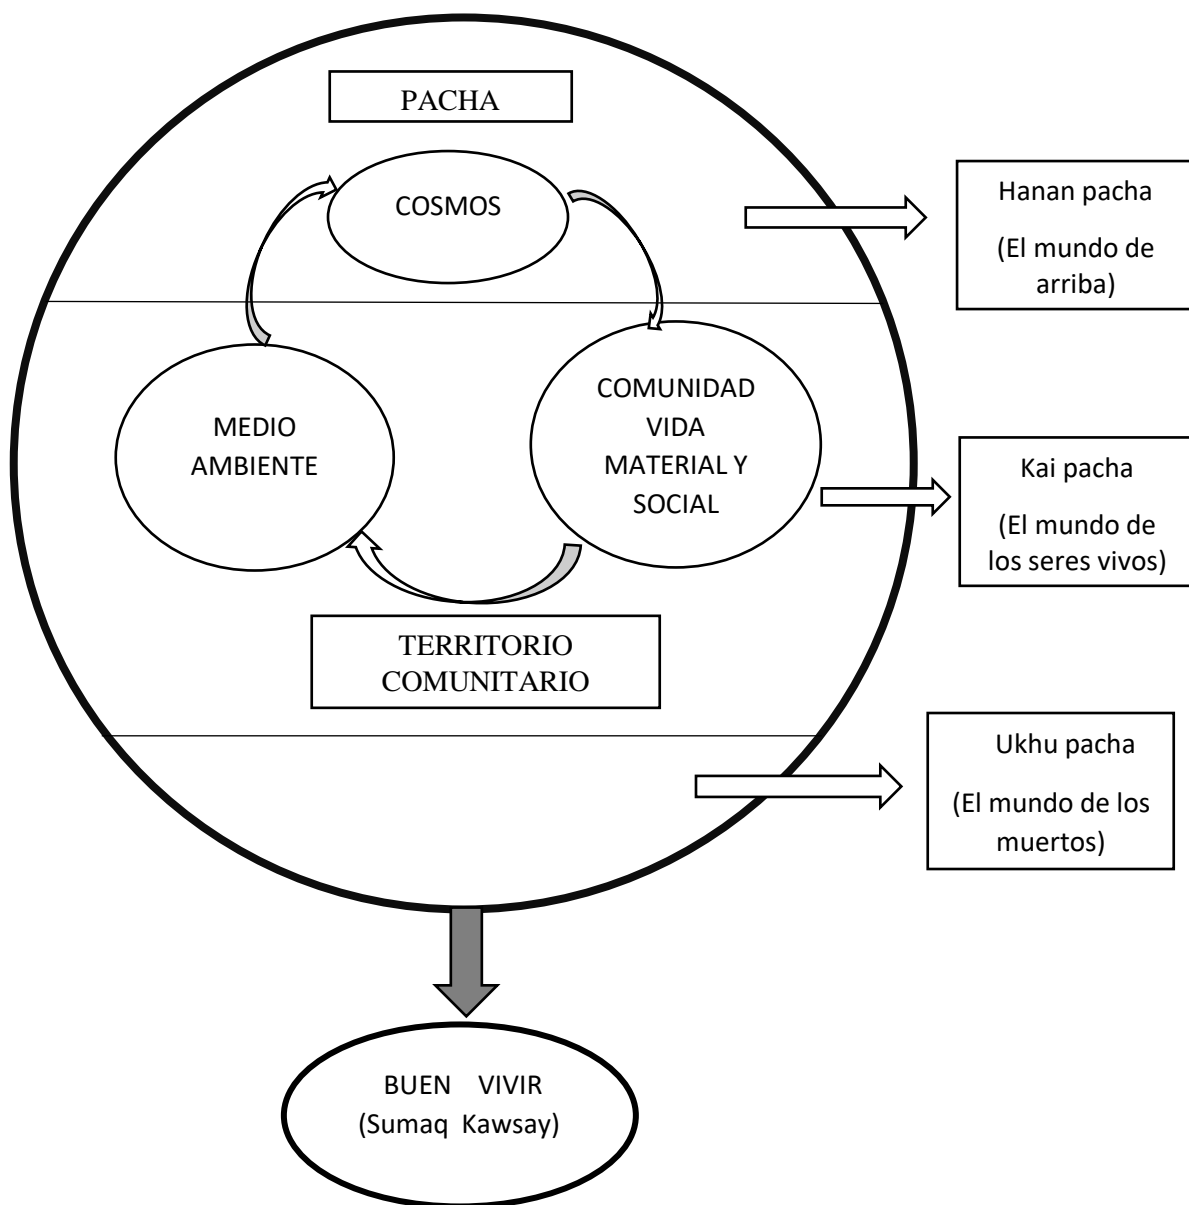 PACHA
COSMOS
Hanan pacha
(El mundo de
arriba)
MEDIO
AMBIENTE
COMUNIDAD
VIDA
MATERIAL Y
SOCIAL
Kai pacha
(El mundo de
los seres vivos)
TERRITORIO
COMUNITARIO
Ukhu pacha
(El mundo de los
muertos)
BUEN VIVIR
(Sumaq Kawsay)